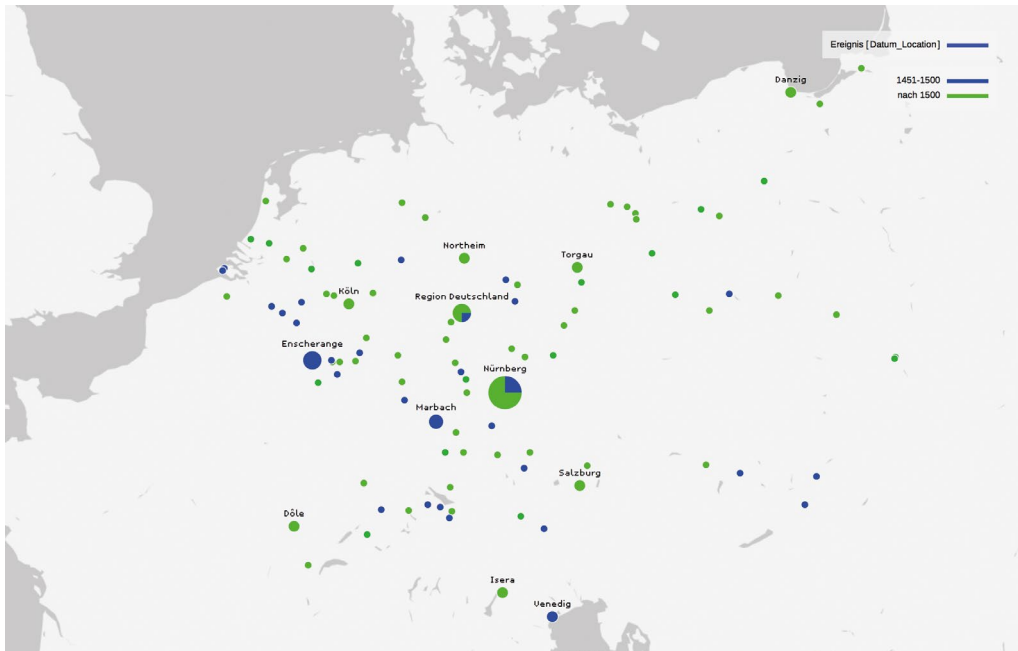 Ereignis [Datum_Location]
1451-1500
nach 1500
Danzig
Northeim
Torgau
Köln
Region Deutschland
Enscherange
Nürnberg
Marbach
Salzburg
Dôle
Isera
Venedig